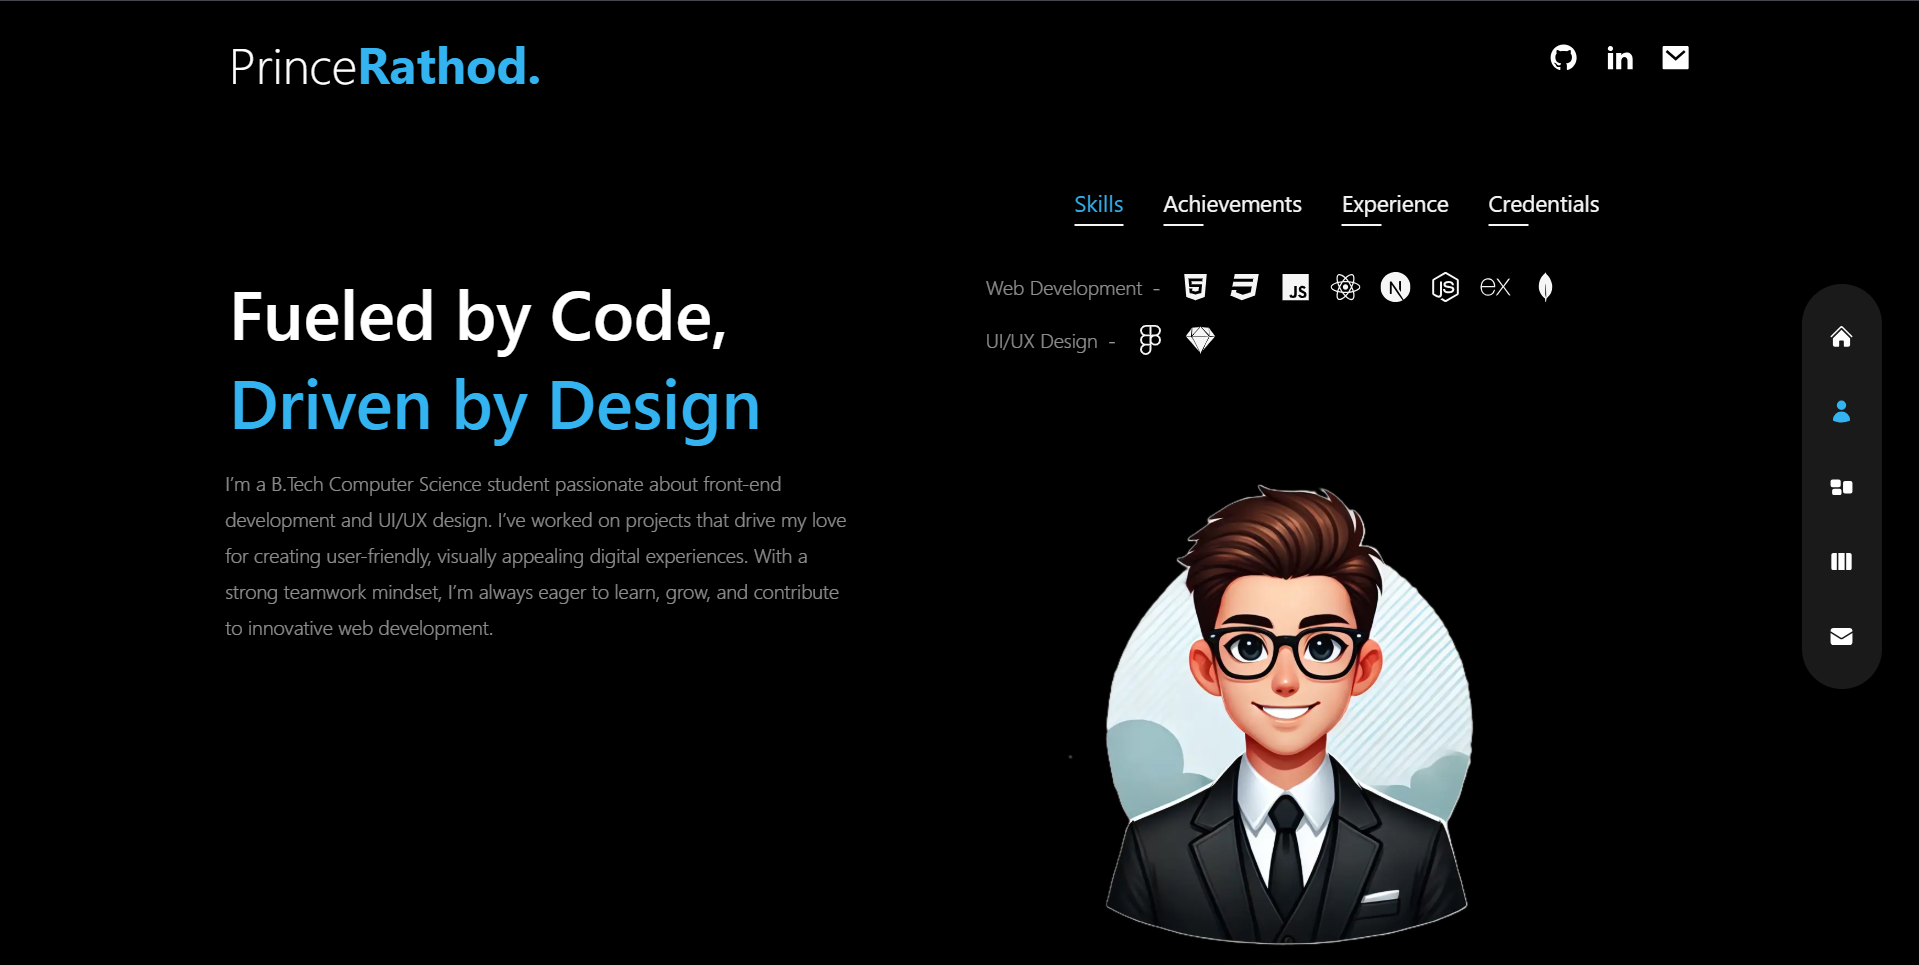 PrinceRathod.
Skills Achievements Experience Credentials
Fueled by Code,
Driven by Design
I’m a B.Tech Computer Science student passionate about front-end
development and UI/UX design. I’ve worked on projects that drive my love
for creating user-friendly, visually appealing digital experiences. With a
strong teamwork mindset, I’m always eager to learn, grow, and contribute
to innovative web development.
Web Development - 5 JS N JS ex
UI/UX Design -